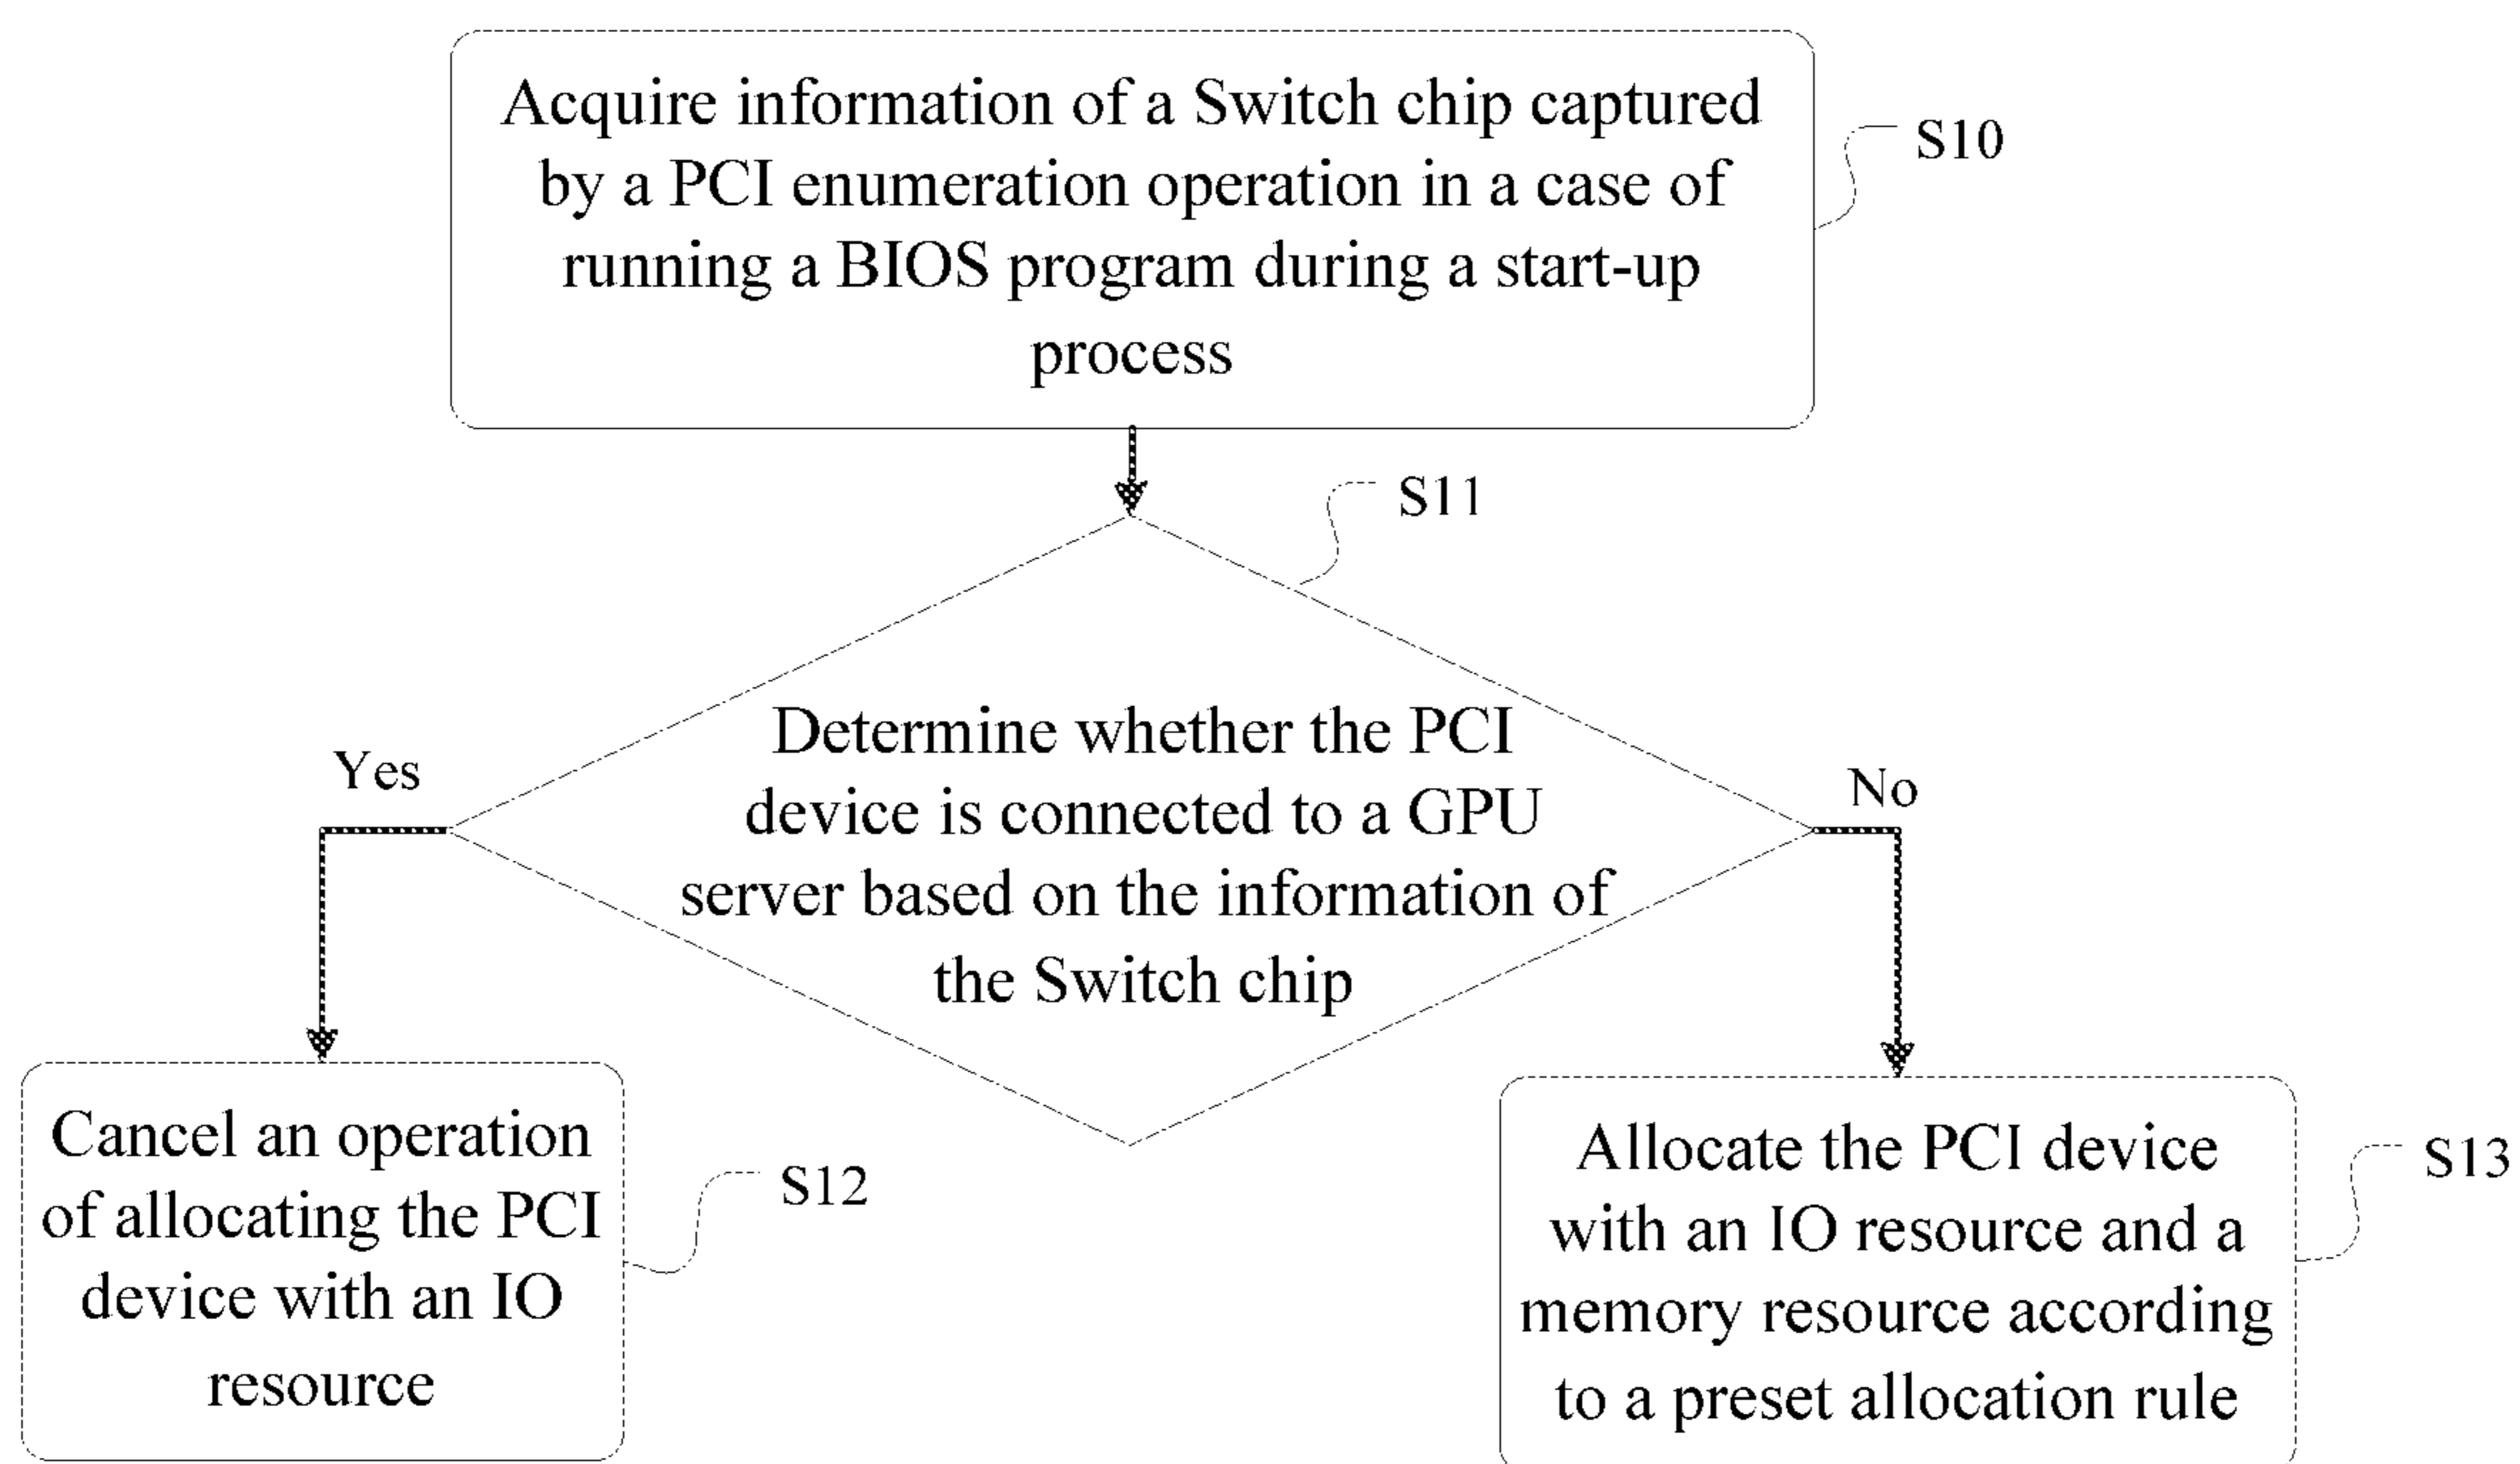 Acquire information of a Switch chip captured
by a PCI enumeration operation in a case of
running a BIOS program during a start-up
process
S10
S11
Determine whether the PCI
device is connected to a GPU
server based on the information of
the Switch chip
Yes
No
Cancel an operation
of allocating the PCI
device with an IO
resource
S12
Allocate the PCI device
with an IO resource and a
memory resource according
to a preset allocation rule
S13